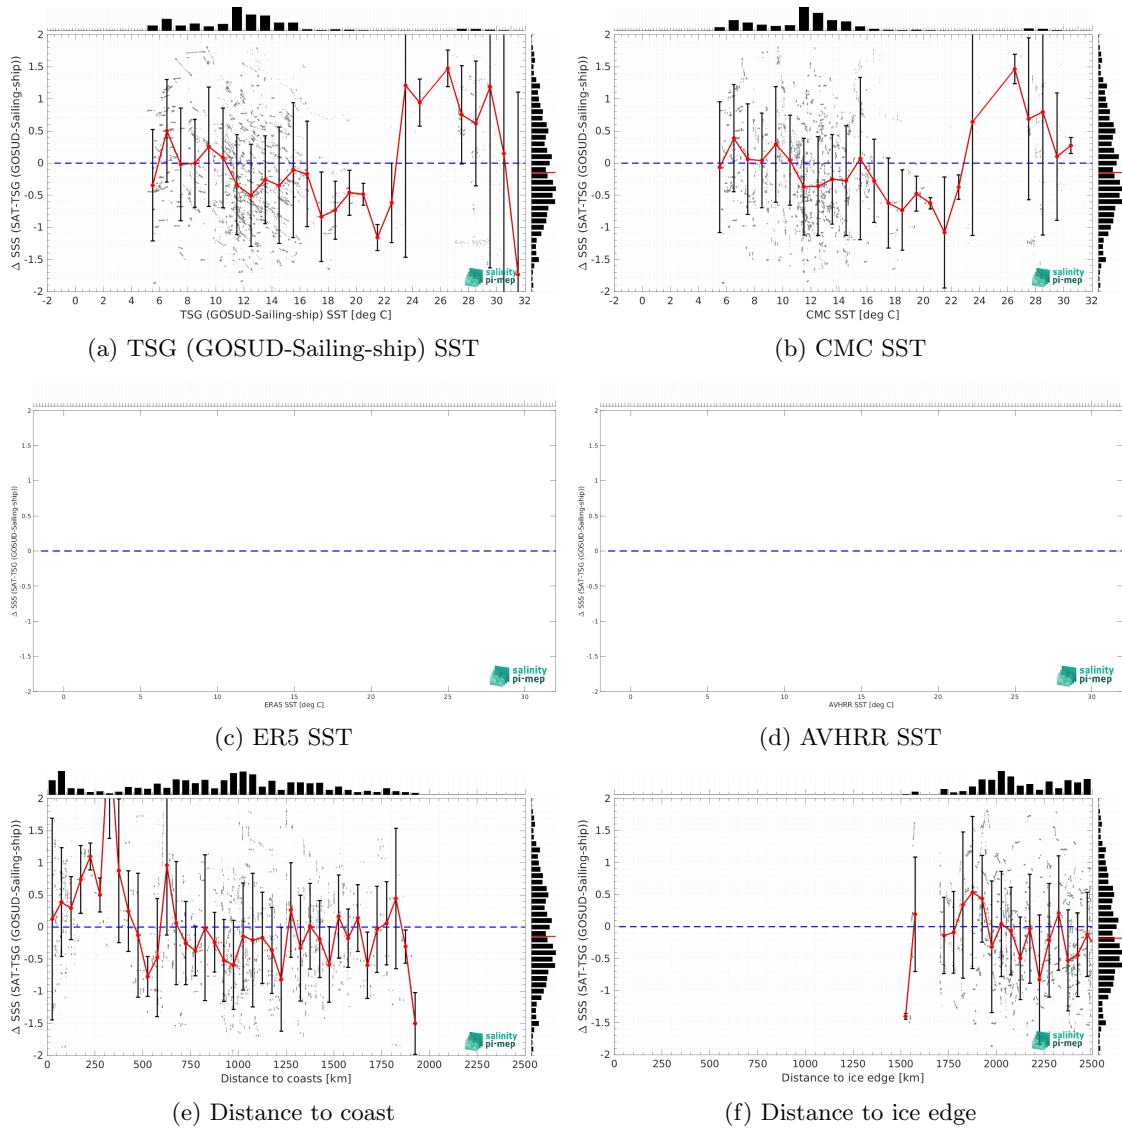 2
1.5
1
0.5
0
-0.5
-1
-1.5
-2
Δ SSS (SAT-TSG (GOSUD-Sailing-ship))
salinity
pi-mep
-2 0 2 4 6 8 10 12 14 16 18 20 22 24 26 28 30 32
TSG (GOSUD-Sailing-ship) SST [deg C]
(a) TSG (GOSUD-Sailing-ship) SST
2
1.5
1
0.5
0
-0.5
-1
-1.5
-2
Δ SSS (SAT-TSG (GOSUD-Sailing-ship))
salinity
pi-mep
-2 0 2 4 6 8 10 12 14 16 18 20 22 24 26 28 30 32
CMC SST [deg C]
(b) CMC SST
2
1.5
1
0.5
0
-0.5
-1
-1.5
-2
Δ SSS (SAT-TSG (GOSUD-Sailing-ship))
salinity
pi-mep
0 5 10 15 20 25 30
ERA5 SST [deg C]
(c) ER5 SST
2
1.5
1
0.5
0
-0.5
-1
-1.5
-2
Δ SSS (SAT-TSG (GOSUD-Sailing-ship))
salinity
pi-mep
0 5 10 15 20 25 30
AVHRR SST [deg C]
(d) AVHRR SST
2
1.5
1
0.5
0
-0.5
-1
-1.5
-2
Δ SSS (SAT-TSG (GOSUD-Sailing-ship))
salinity
pi-mep
0 250 500 750 1000 1250 1500 1750 2000 2250 2500
Distance to coasts [km]
(e) Distance to coast
2
1.5
1
0.5
0
-0.5
-1
-1.5
-2
Δ SSS (SAT-TSG (GOSUD-Sailing-ship))
salinity
pi-mep
0 250 500 750 1000 1250 1500 1750 2000 2250 2500
Distance to ice edge [km]
(f) Distance to ice edge